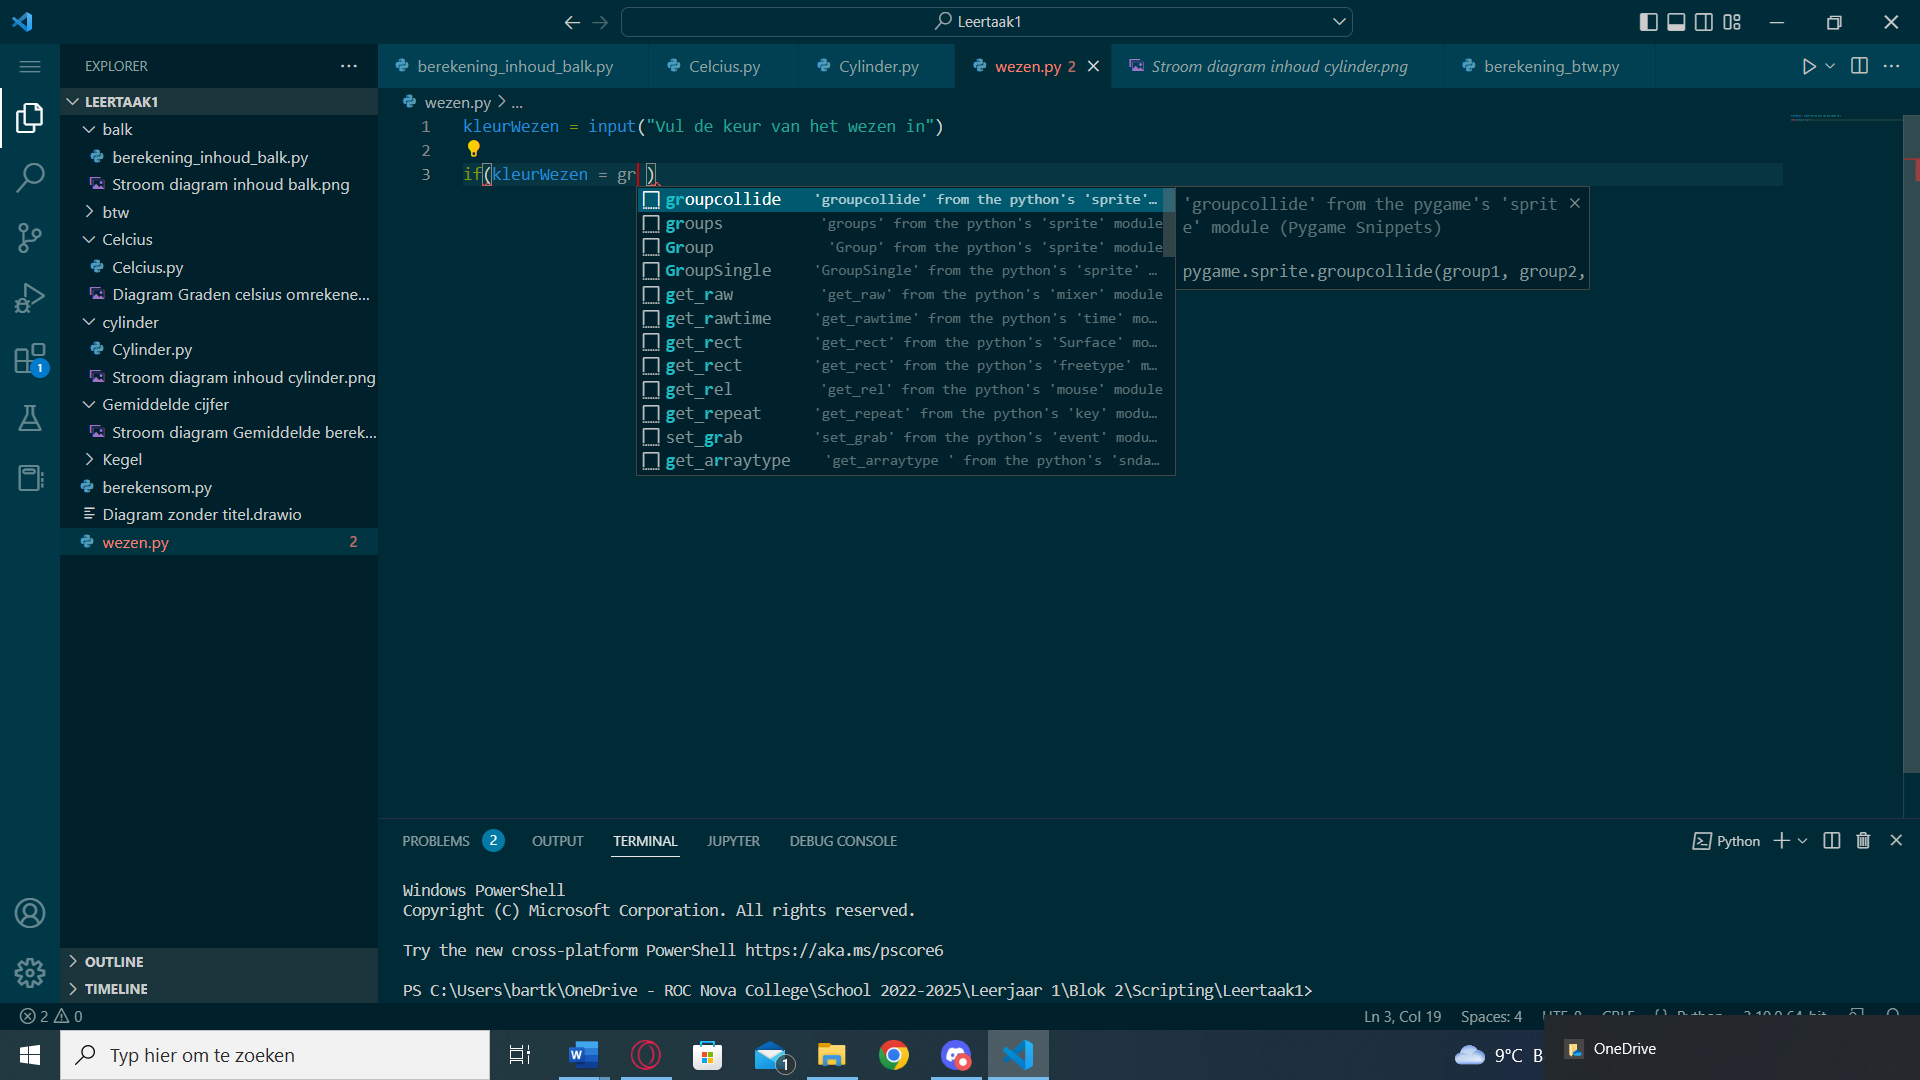 Leertaak1
EXPLORER
berekening_inhoud_balk.py
Celcius.py
Cylinder.py
wezen.py 2
Stroom diagram inhoud cylinder.png
berekening_btw.py
LEERTAAK1
balk
berekening_inhoud_balk.py
Stroom diagram inhoud balk.png
btw
Celcius
Celcius.py
Diagram Graden celsius omrekene...
cylinder
Cylinder.py
Stroom diagram inhoud cylinder.png
Gemiddelde cijfer
Stroom diagram Gemiddelde berek...
Kegel
berekensom.py
Diagram zonder titel.drawio
wezen.py 2
OUTLINE
TIMELINE
1
wezen.py > ...
1 kleurWezen = input("Vul de keur van het wezen in")
2
3 if(kleurWezen = gr )
groupcollide 'groupcollide' from the python's 'sprite'...
groups 'groups' from the python's 'sprite' module
Group 'Group' from the python's 'sprite' module
GroupSingle 'GroupSingle' from the python's 'sprite' ...
get_raw 'get_raw' from the python's 'mixer' module
get_rawtime 'get_rawtime' from the python's 'time' mo...
get_rect 'get_rect' from the python's 'Surface' mo...
get_rect 'get_rect' from the python's 'freetype' m...
get_rel 'get_rel' from the python's 'mouse' module
get_repeat 'get_repeat' from the python's 'key' modu...
set_grab 'set_grab' from the python's 'event' modu...
get_arraytype 'get_arraytype ' from the python's 'snda...
'groupcollide' from the pygame's 'sprit
e' module (Pygame Snippets)
pygame.sprite.groupcollide(group1, group2,
PROBLEMS 2
OUTPUT
TERMINAL
JUPYTER
DEBUG CONSOLE
Python
Windows PowerShell
Copyright (C) Microsoft Corporation. All rights reserved.
Try the new cross-platform PowerShell https://aka.ms/pscore6
PS C:\Users\bartk\OneDrive - ROC Nova College\School 2022-2025\Leerjaar 1\Blok 2\Scripting\Leertaak1>
2 0
Ln 3, Col 19
Spaces: 4
Typ hier om te zoeken
1
9°C B
OneDrive